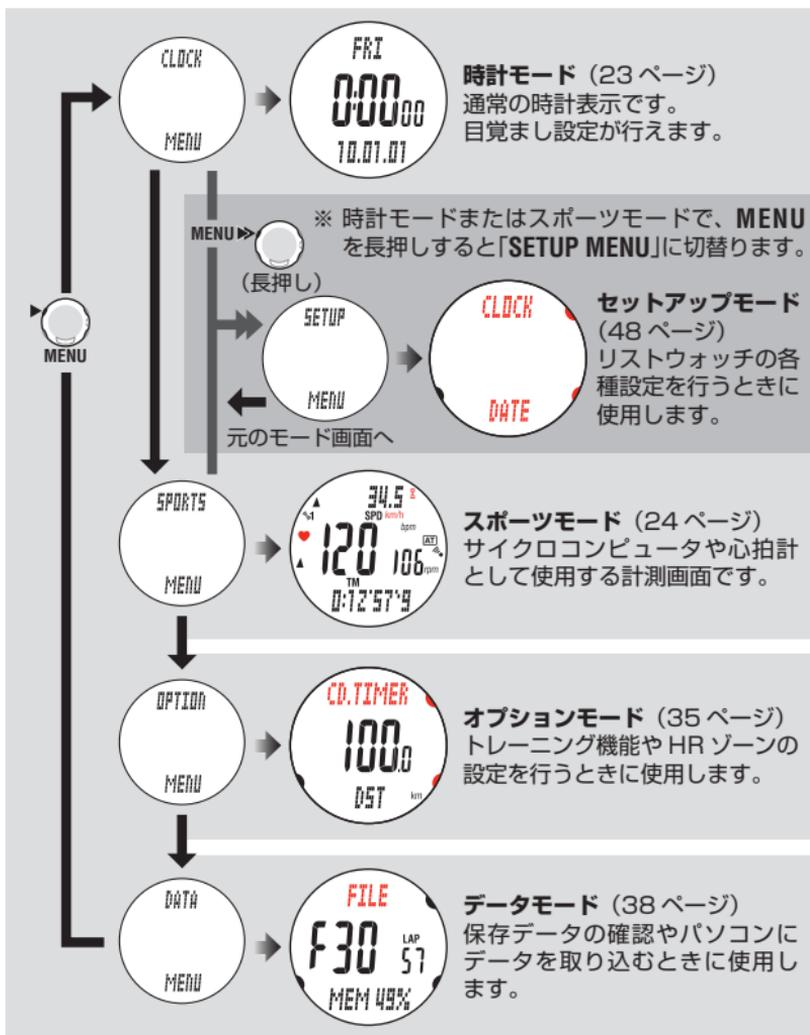 CLOCK
MENU
FRI
0:00 00
10.01.01
時計モード（23 ページ）
通常の時計表示です。
目覚まし設定が行えます。
MENU
(長押し)
※ 時計モードまたはスポーツモードで、MENU
を長押しすると「SETUP MENU」に切替ります。
MENU
SETUP
MENU
元のモード画面へ
CLOCK
DATE
セットアップモード
（48 ページ）
リストウォッチの各
種設定を行うときに
使用します。
SPORTS
MENU
34.5
SPD km/h
%1
bpm
AT
120
106 rpm
TM
0:12'57"9
スポーツモード（24 ページ）
サイクロコンピュータや心拍計
として使用する計測画面です。
OPTION
MENU
CD.TIMER
100.0
DST km
オプションモード（35 ページ）
トレーニング機能や HR ゾーンの
設定を行うときに使用します。
DATA
MENU
FILE
F30 LAP 57
MEM 49%
データモード（38 ページ）
保存データの確認やパソコンに
データを取り込むときに使用し
ます。